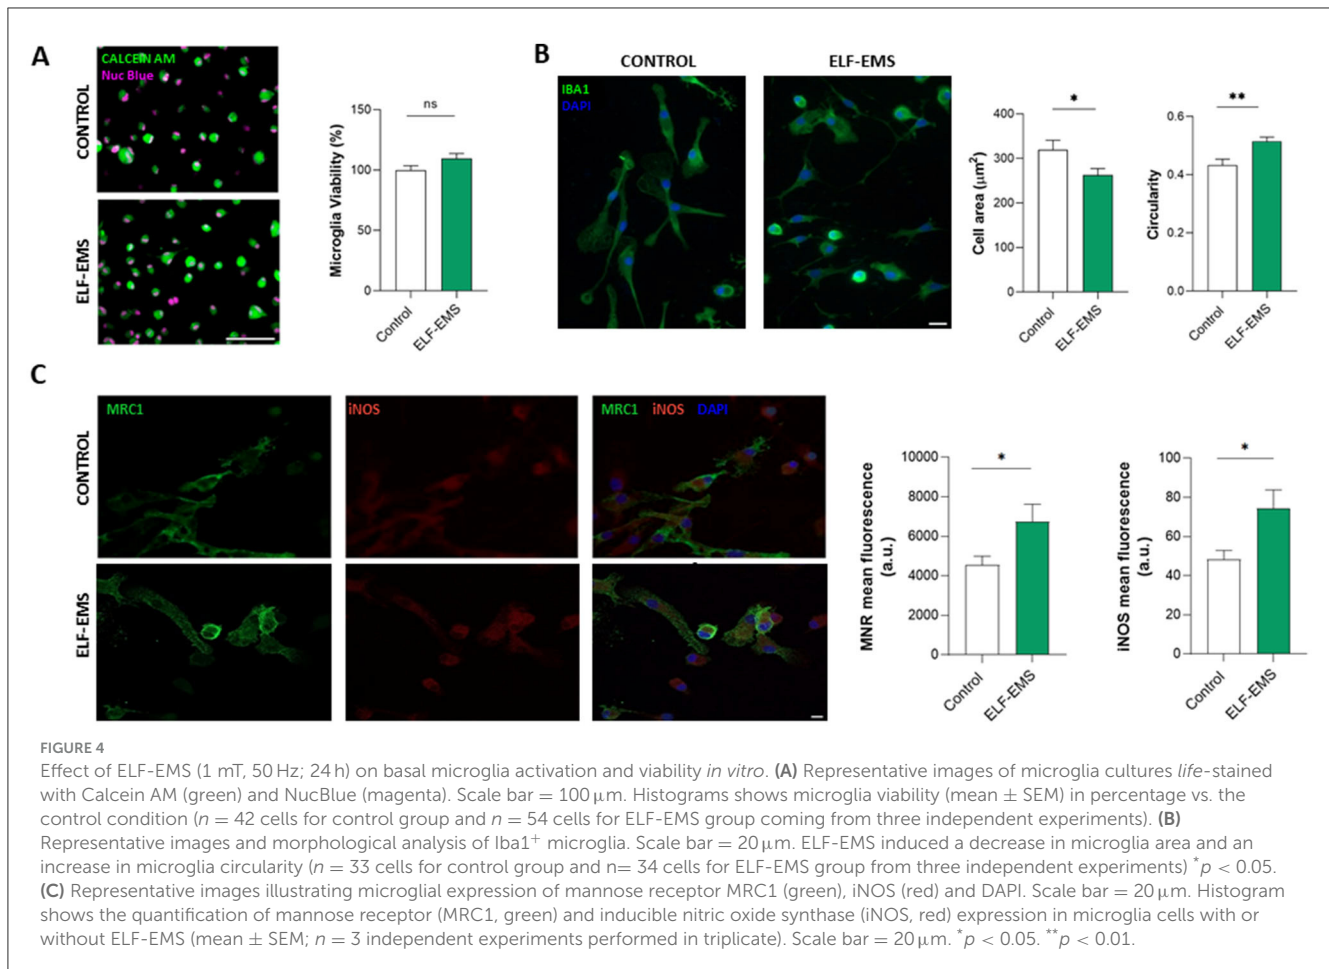 A
CALCEIN AM
Nuc Blue
CONTROL
ELF-EMS
Microglia Viability (%)
150
100
50
0
ns
Control
ELF-EMS
B
CONTROL
ELF-EMS
IBA1
DAPI
Cell area (μm²)
400
300
200
100
0
*
Control
ELF-EMS
Circularity
0.6
0.4
0.2
0.0
**
Control
ELF-EMS
C
MRC1
iNOS
MRC1 iNOS DAPI
CONTROL
ELF-EMS
MNR mean fluorescence
(a.u.)
10000
8000
6000
4000
2000
0
*
Control
ELF-EMS
iNOS mean fluorescence
(a.u.)
100
80
60
40
20
0
*
Control
ELF-EMS
FIGURE 4
Effect of ELF-EMS (1 mT, 50 Hz; 24 h) on basal microglia activation and viability in vitro. (A) Representative images of microglia cultures life-stained
with Calcein AM (green) and NucBlue (magenta). Scale bar = 100 μm. Histograms shows microglia viability (mean ± SEM) in percentage vs. the
control condition (n = 42 cells for control group and n = 54 cells for ELF-EMS group coming from three independent experiments). (B)
Representative images and morphological analysis of Iba1⁺ microglia. Scale bar = 20 μm. ELF-EMS induced a decrease in microglia area and an
increase in microglia circularity (n = 33 cells for control group and n= 34 cells for ELF-EMS group from three independent experiments) *p < 0.05.
(C) Representative images illustrating microglial expression of mannose receptor MRC1 (green), iNOS (red) and DAPI. Scale bar = 20 μm. Histogram
shows the quantification of mannose receptor (MRC1, green) and inducible nitric oxide synthase (iNOS, red) expression in microglia cells with or
without ELF-EMS (mean ± SEM; n = 3 independent experiments performed in triplicate). Scale bar = 20 μm. *p < 0.05. **p < 0.01.